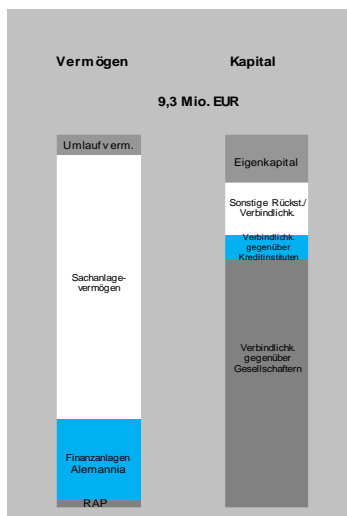 Vermögen
Kapital
9,3 Mio. EUR
Umlaufverm.
Sachanlage-
vermögen
Finanzanlagen
Alemannia
RAP
Eigenkapital
Sonstige Rückst./
Verbindlichk.
Verbindlichk.
gegenüber
Kreditinstituten
Verbindlichk.
gegenüber
Gesellschaftern